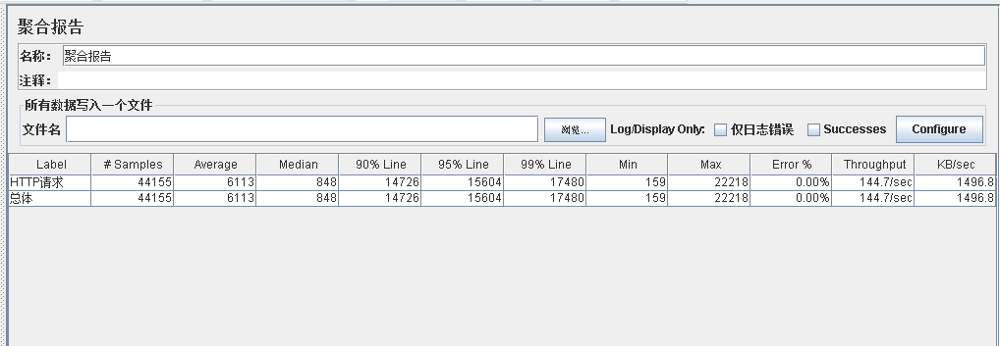 聚合报告
名称： 聚合报告
注释：
所有数据写入一个文件
文件名 浏览... Log/Display Only: 仅日志错误 Successes Configure
Label # Samples Average Median 90% Line 95% Line 99% Line Min Max Error % Throughput KB/sec
HTTP请求 44155 6113 848 14726 15604 17480 159 22218 0.00% 144.7/sec 1496.8
总体 44155 6113 848 14726 15604 17480 159 22218 0.00% 144.7/sec 1496.8